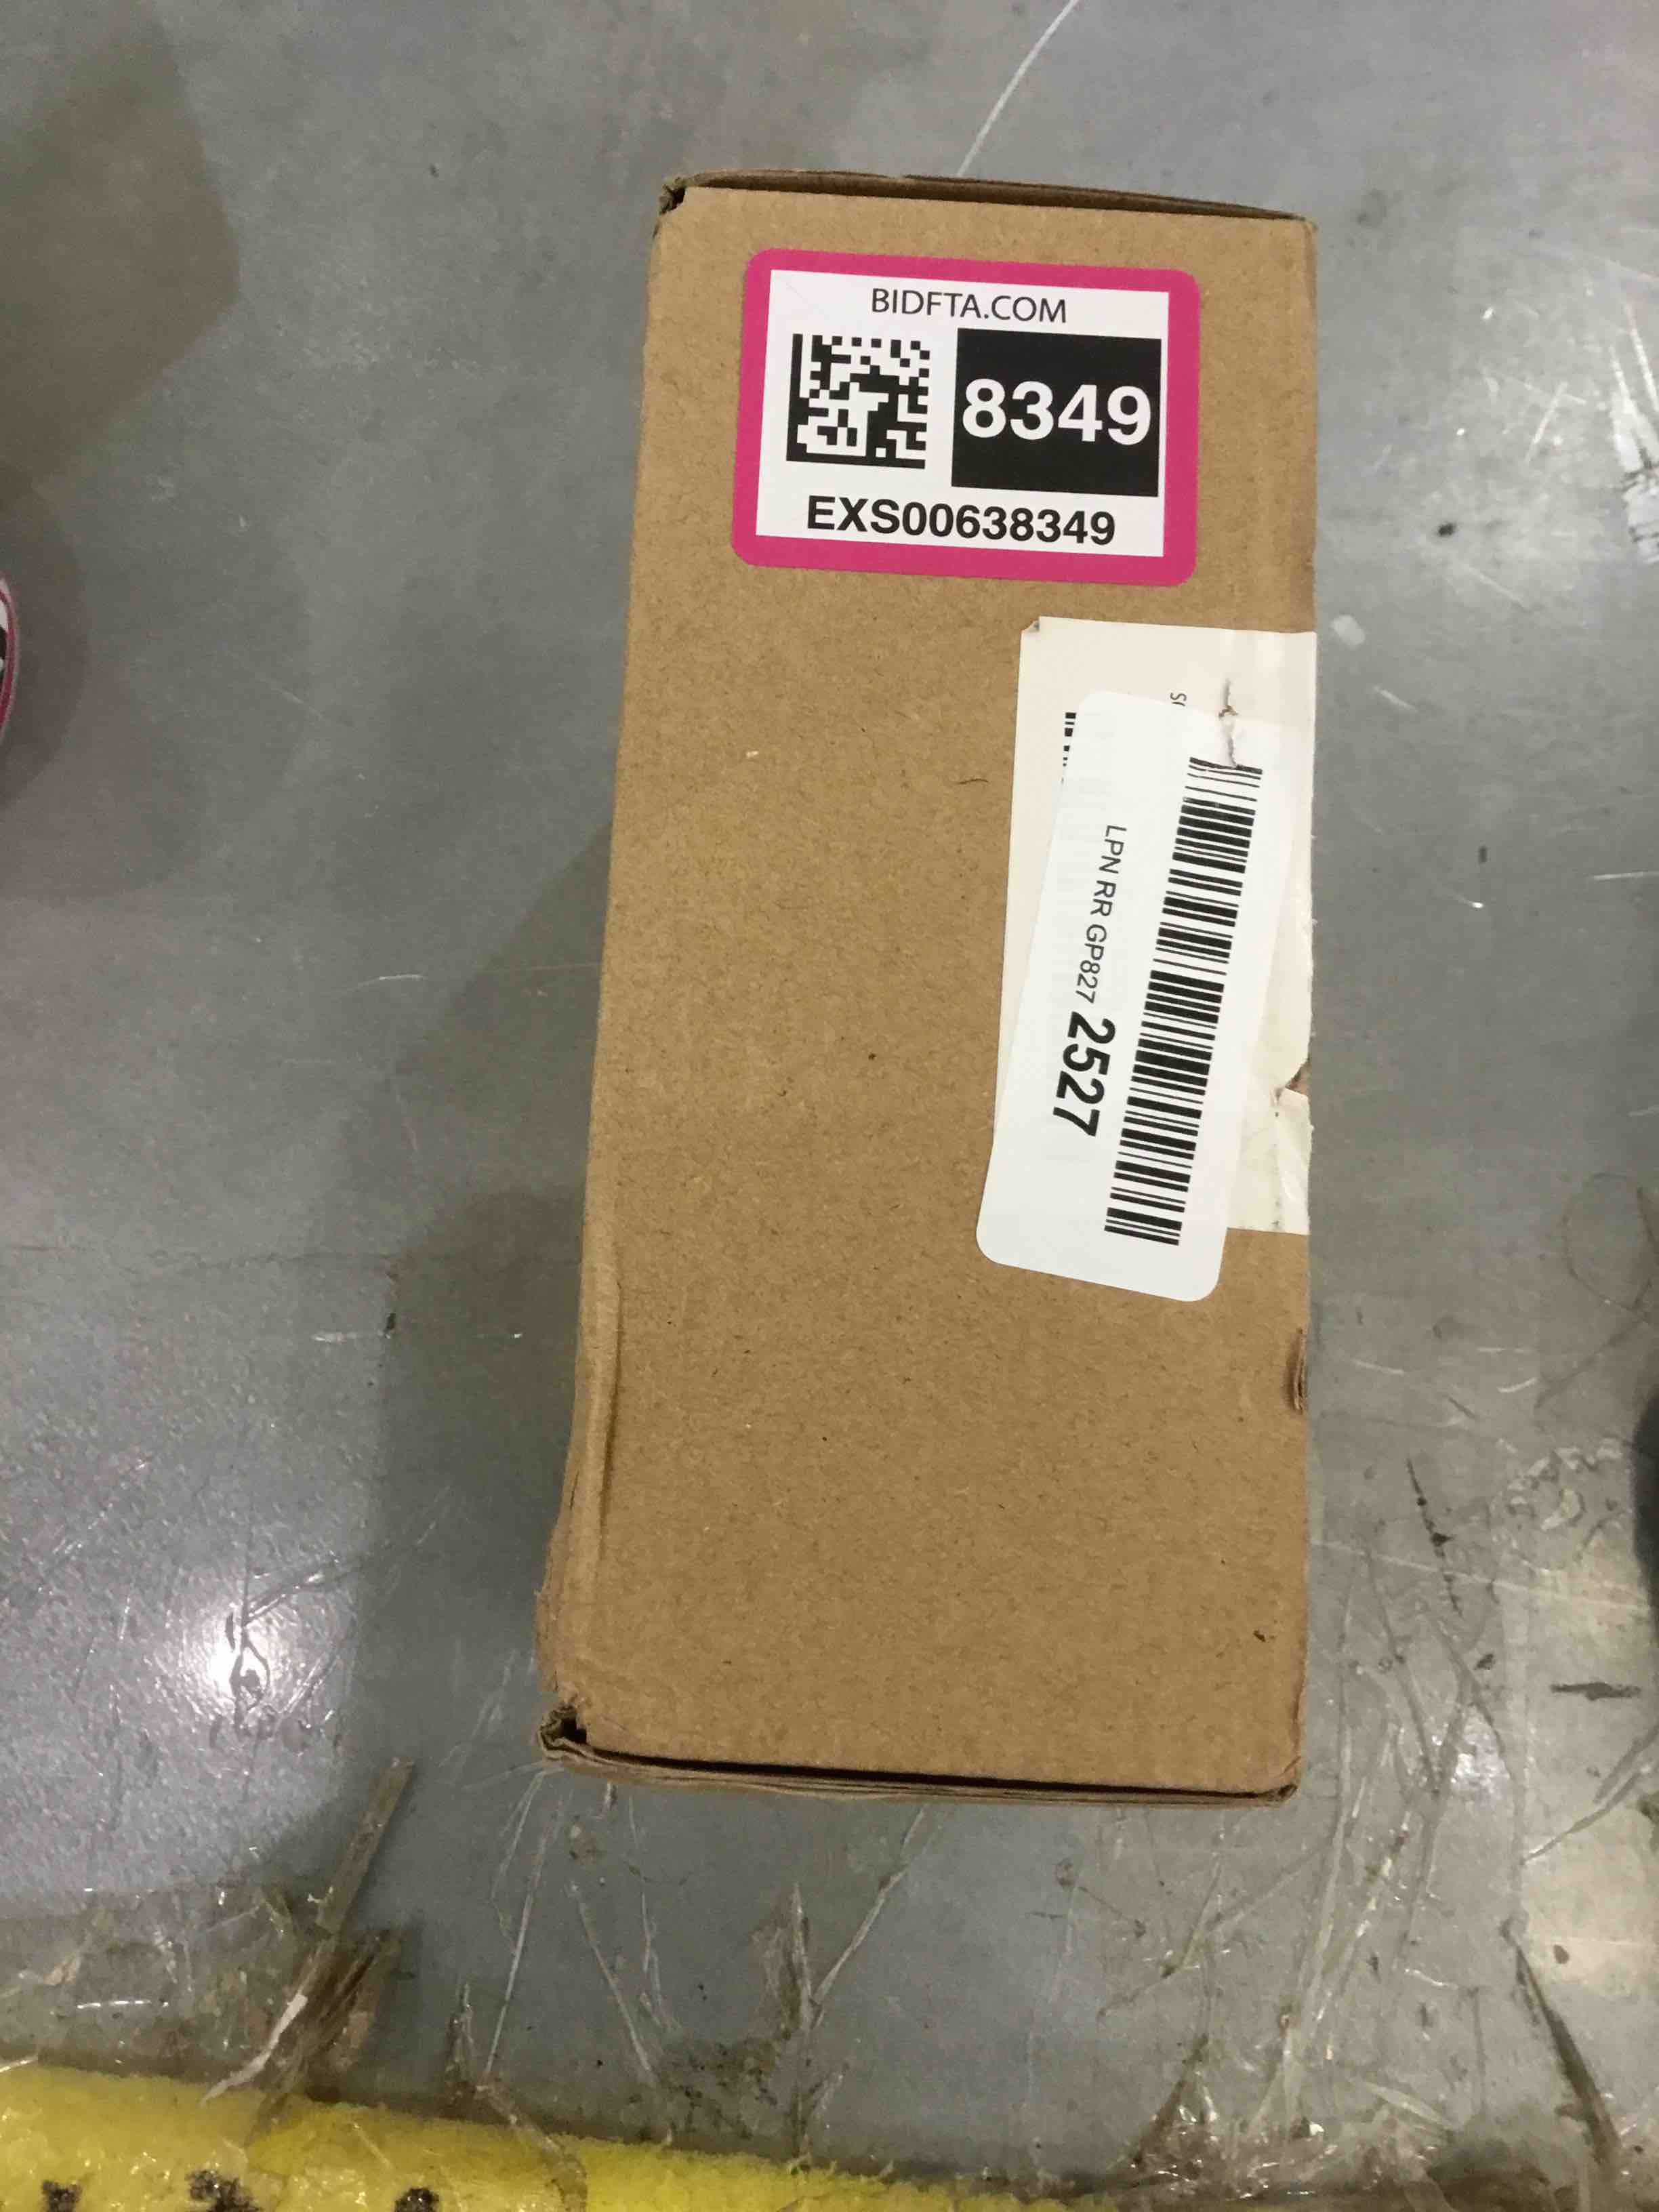 BIDFTA.COM
8349
EXS00638349
LPN RR GP827 2527